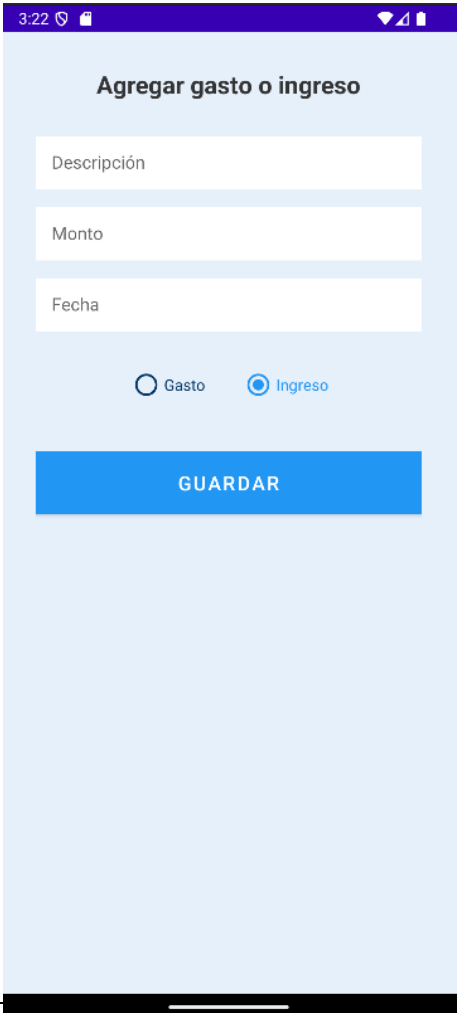 3:22
Agregar gasto o ingreso
Descripción
Monto
Fecha
Gasto Ingreso
GUARDAR